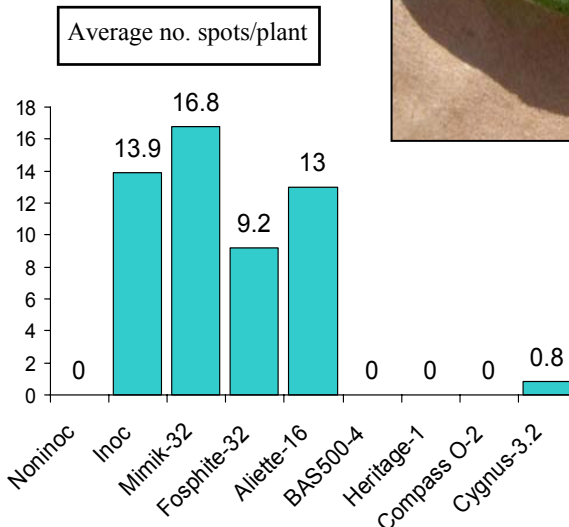 Average no. spots/plant
18
16
14
12
10
8
6
4
2
0
0
13.9
16.8
9.2
13
0
0
0
0.8
Noninoc
Inoc
Mimik-32
Fosphite-32
Aliette-16
BAS500-4
Heritage-1
Compass O-2
Cygnus-3.2